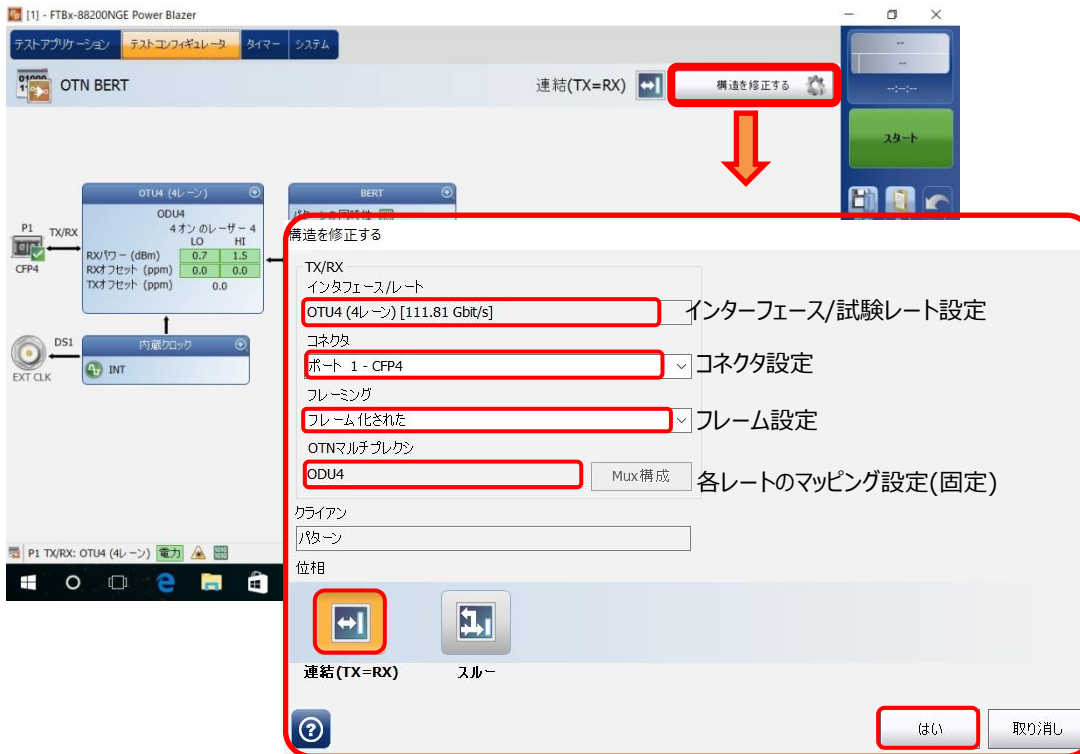 [1] - FTBx-88200NGE Power Blazer
テストアプリケーション テストコンフィギュレータ タイマー システム
OTN BERT
連結(TX=RX)
構造を修正する
--
--
--:--:--
スタート
OTU4 (4レーン)
ODU4
4オン のレーザー 4
LO HI
RXパワー (dBm) 0.7 1.5
RXオフセット (ppm) 0.0 0.0
TXオフセット (ppm) 0.0
BERT
P1
TX/RX
CFP4
DS1
EXT CLK
内蔵クロック
INT
P1 TX/RX: OTU4 (4レーン) 電力
構造を修正する
TX/RX
インタフェース/レート
OTU4 (4レーン) [111.81 Gbit/s]
インターフェース/試験レート設定
コネクタ
ポート 1 - CFP4
コネクタ設定
フレーミング
フレーム化された
フレーム設定
OTNマルチプレクシ
ODU4
Mux構成
各レートのマッピング設定(固定)
クライアン
パターン
位相
連結(TX=RX)
スルー
はい
取り消し